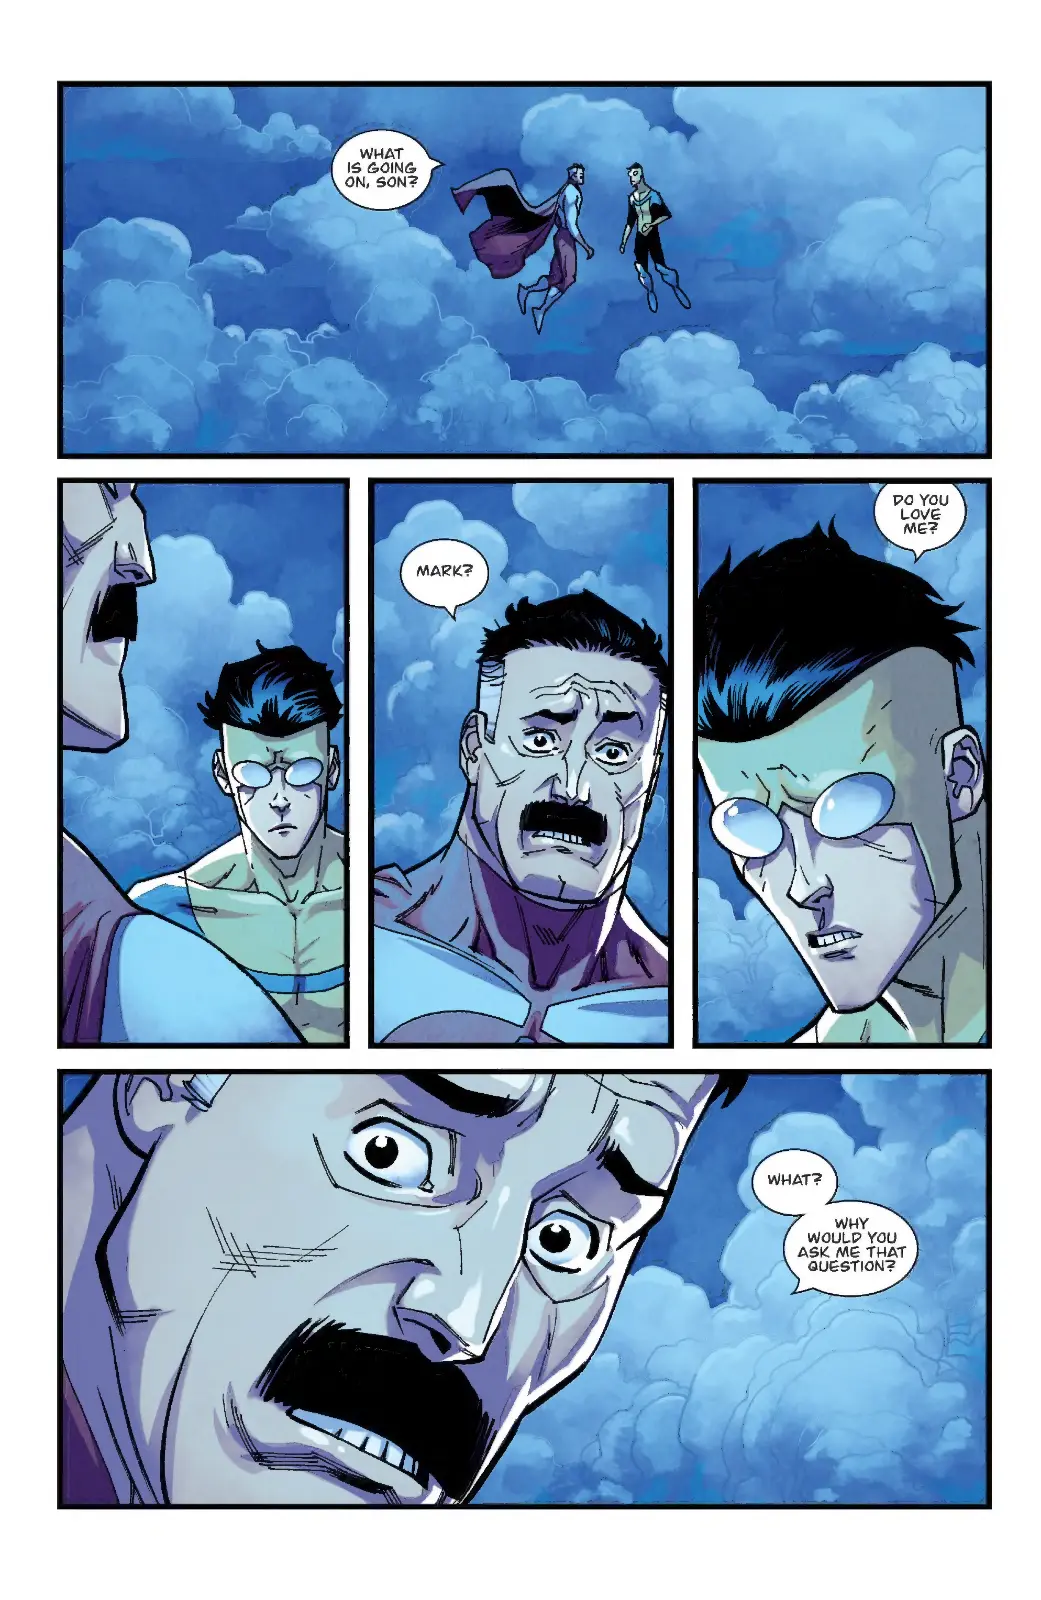 WHAT
IS GOING
ON, SON?
MARK?
DO YOU
LOVE
ME?
WHAT?
WHY
WOULD YOU
ASK ME THAT
QUESTION?